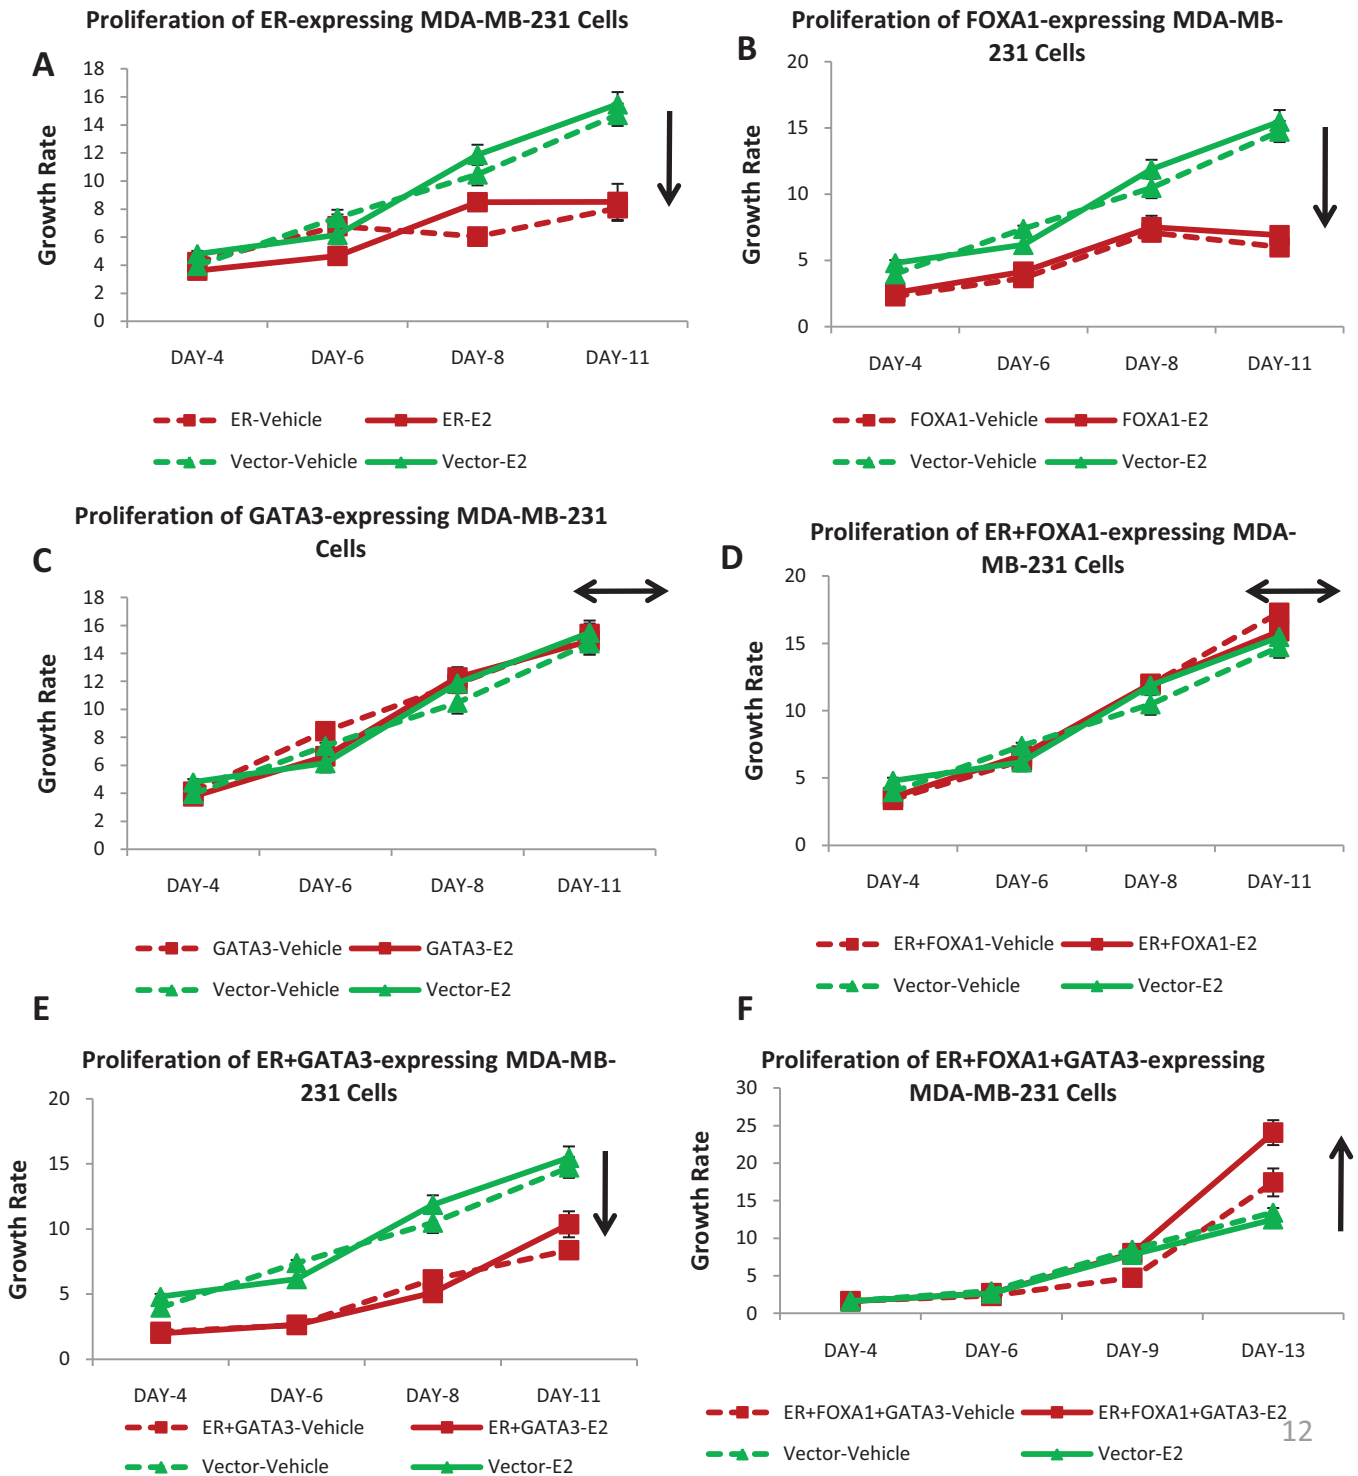 Proliferation of ER-expressing MDA-MB-231 Cells
A
Growth Rate
18
16
14
12
10
8
6
4
2
0
DAY-4 DAY-6 DAY-8 DAY-11
ER-Vehicle ER-E2
Vector-Vehicle Vector-E2
Proliferation of FOXA1-expressing MDA-MB-
231 Cells
B
Growth Rate
20
15
10
5
0
DAY-4 DAY-6 DAY-8 DAY-11
FOXA1-Vehicle FOXA1-E2
Vector-Vehicle Vector-E2
Proliferation of GATA3-expressing MDA-MB-231
Cells
C
Growth Rate
18
16
14
12
10
8
6
4
2
0
DAY-4 DAY-6 DAY-8 DAY-11
GATA3-Vehicle GATA3-E2
Vector-Vehicle Vector-E2
Proliferation of ER+FOXA1-expressing MDA-
MB-231 Cells
D
Growth Rate
20
15
10
5
0
DAY-4 DAY-6 DAY-8 DAY-11
ER+FOXA1-Vehicle ER+FOXA1-E2
Vector-Vehicle Vector-E2
E
Proliferation of ER+GATA3-expressing MDA-MB-
231 Cells
Growth Rate
20
15
10
5
0
DAY-4 DAY-6 DAY-8 DAY-11
ER+GATA3-Vehicle ER+GATA3-E2
Vector-Vehicle Vector-E2
F
Proliferation of ER+FOXA1+GATA3-expressing
MDA-MB-231 Cells
Growth Rate
30
25
20
15
10
5
0
DAY-4 DAY-6 DAY-9 DAY-13
ER+FOXA1+GATA3-Vehicle ER+FOXA1+GATA3-E2
Vector-Vehicle Vector-E2
12